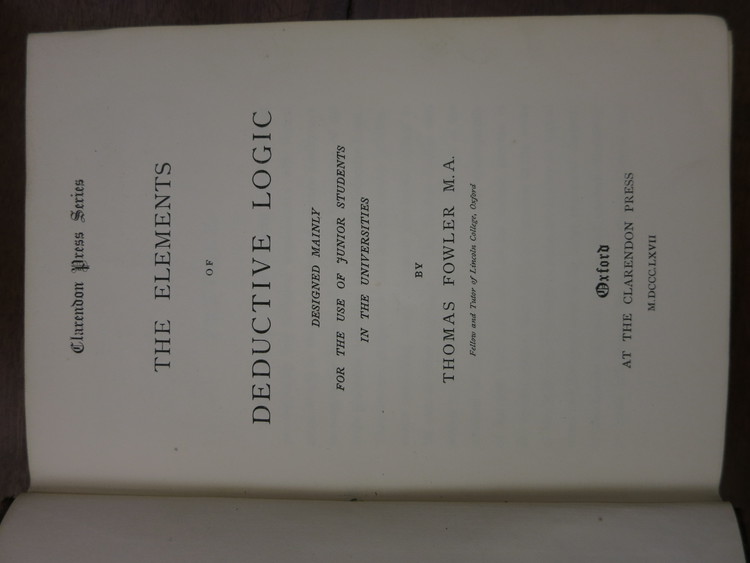 Clarendon Press Series
THE ELEMENTS
OF
DEDUCTIVE LOGIC
DESIGNED MAINLY
FOR THE USE OF JUNIOR STUDENTS
IN THE UNIVERSITIES
BY
THOMAS FOWLER M.A.
Fellow and Tutor of Lincoln College, Oxford
Oxford
AT THE CLARENDON PRESS
M.DCCC.LXVII